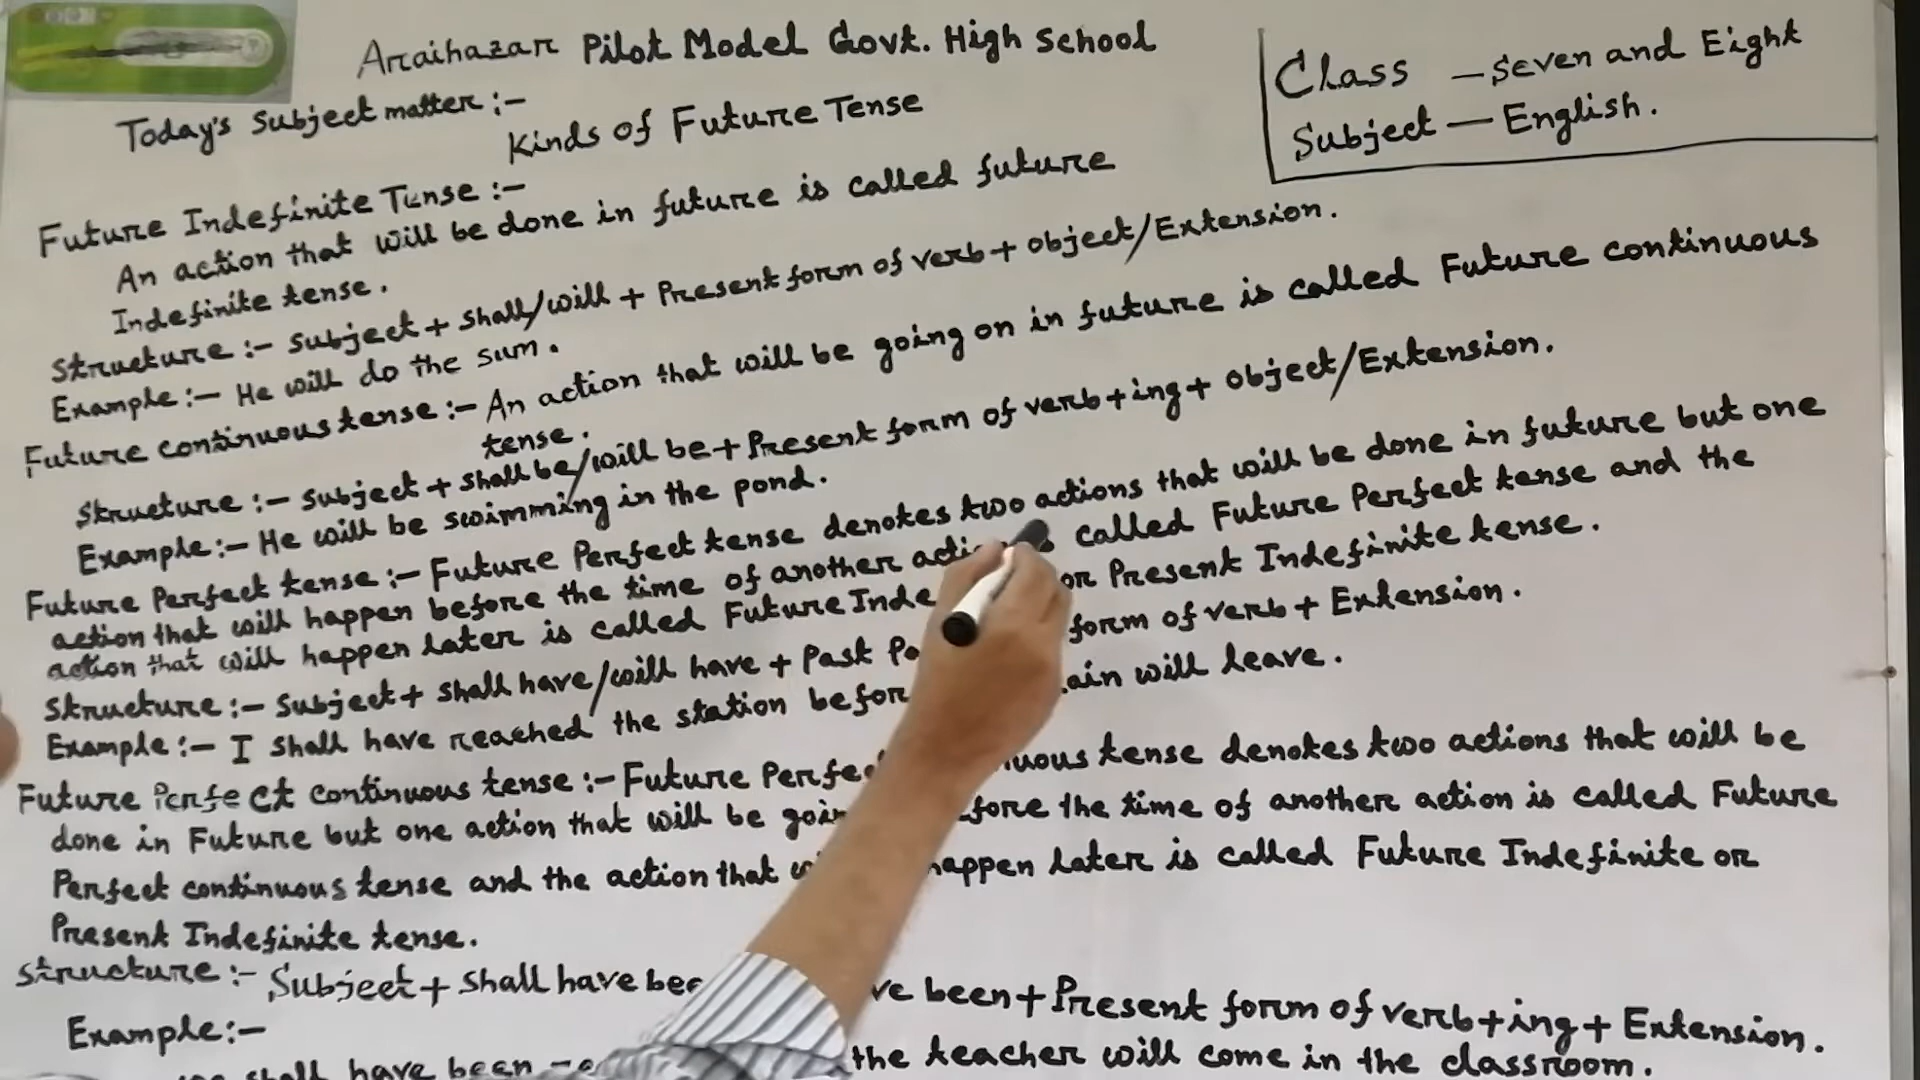 Araihazar Pilot Model Govt. High School
Class - Seven and Eight
Subject - English.
Today's Subject matter :-
Kinds of Future Tense
Future Indefinite Tense :-
An action that will be done in future is called future
Indefinite tense.
Structure :- Subject + shall/will + Present form of verb + object/Extension.
Example :- He will do the sum.
Future continuous tense :- An action that will be going on in future is called Future continuous
tense.
Structure :- Subject + shall be/will be + Present form of verb + ing + object/Extension.
Example :- He will be swimming in the pond.
Future Perfect tense :- Future Perfect tense denotes two actions that will be done in future but one
action that will happen before the time of another called Future Perfect tense and the
action that will happen later is called Future or Present Indefinite tense.
Structure :- Subject + shall have/will have + Past form of verb + Extension.
Example :- I shall have reached the station will leave.
Future Perfect continuous tense :- Future tense denotes two actions that will be
done in Future but one action that will be the time of another action is called Future
Perfect continuous tense and the action that happen later is called Future Indefinite or
Present Indefinite tense.
Structure :- Subject + shall have been + Present form of verb + ing + Extension.
Example :-
shall have been the teacher will come in the classroom.